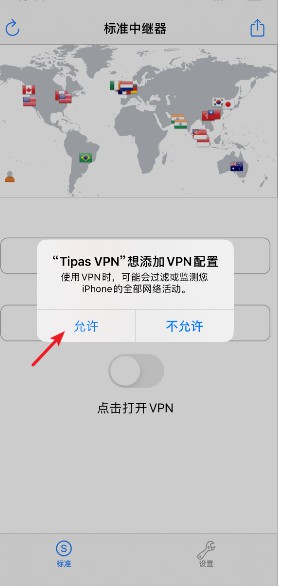 标准中继器
“Tipas VPN”想添加VPN配置
使用VPN时，可能会过滤或监测您
iPhone的全部网络活动。
允许
不允许
点击打开VPN
S
标准
设置